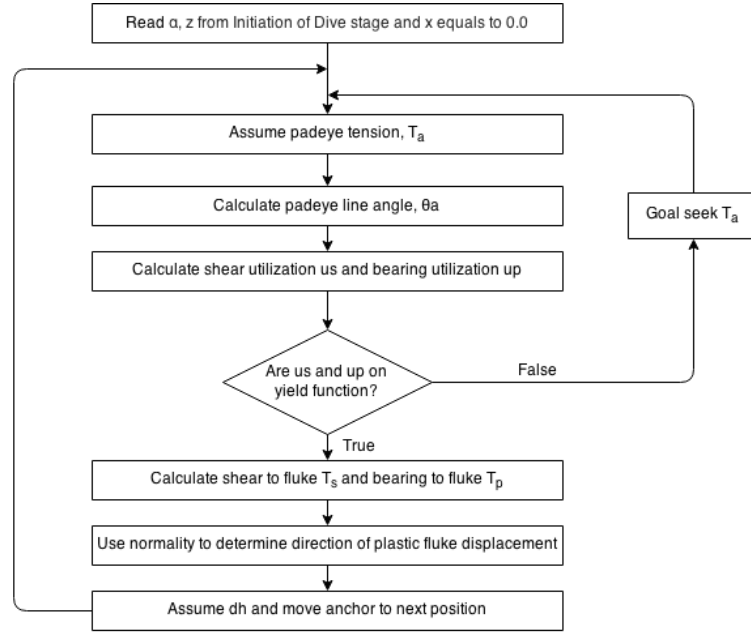 Read α, z from Initiation of Dive stage and x equals to 0.0
Assume padeye tension, Tₐ
Calculate padeye line angle, θa
Goal seek Tₐ
Calculate shear utilization us and bearing utilization up
Are us and up on
yield function?
False
True
Calculate shear to fluke Tₛ and bearing to fluke Tₚ
Use normality to determine direction of plastic fluke displacement
Assume dh and move anchor to next position